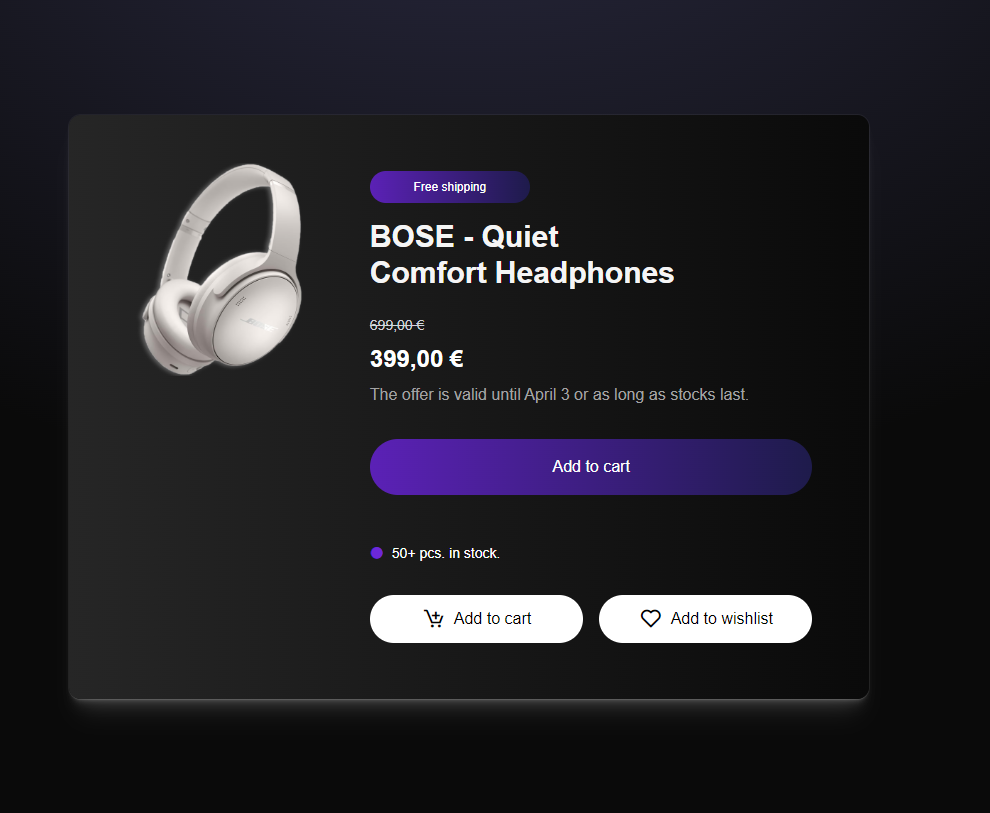 Free shipping
BOSE - Quiet
Comfort Headphones
699,00 €
399,00 €
The offer is valid until April 3 or as long as stocks last.
Add to cart
50+ pcs. in stock.
Add to cart
Add to wishlist